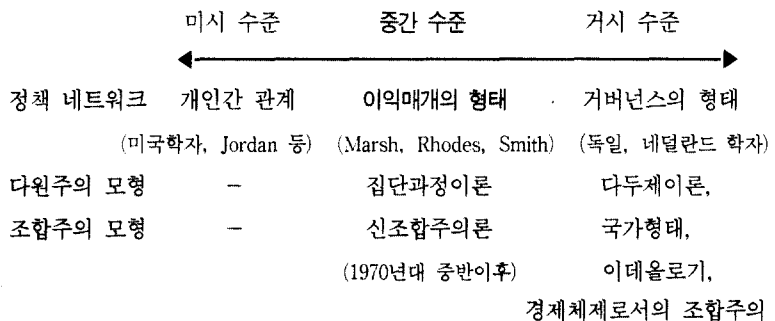 미시 수준 중간 수준 거시 수준
정책 네트워크 개인간 관계 이익매개의 형태 거버넌스의 형태
(미국학자, Jordan 등) (Marsh, Rhodes, Smith) (독일, 네덜란드 학자)
다원주의 모형 – 집단과정이론 다두제이론,
조합주의 모형 – 신조합주의론 국가형태,
(1970년대 중반이후) 이데올로기,
경제체제로서의 조합주의